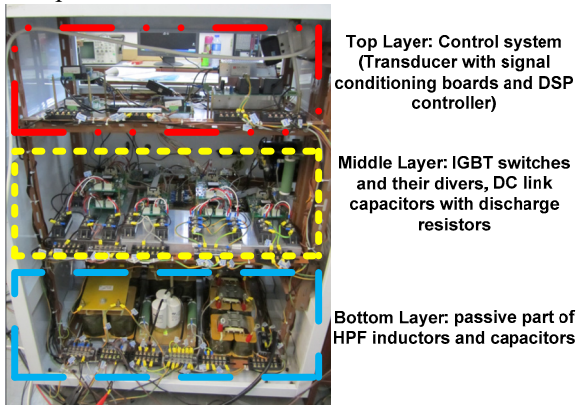 Top Layer: Control system
(Transducer with signal
conditioning boards and DSP
controller)
Middle Layer: IGBT switches
and their divers, DC link
capacitors with discharge
resistors
Bottom Layer: passive part of
HPF inductors and capacitors